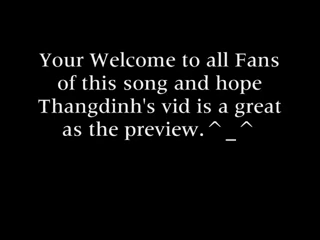 Your Welcome to all Fans
of this song and hope
Thangdinh's vid is a great
as the preview.^_^